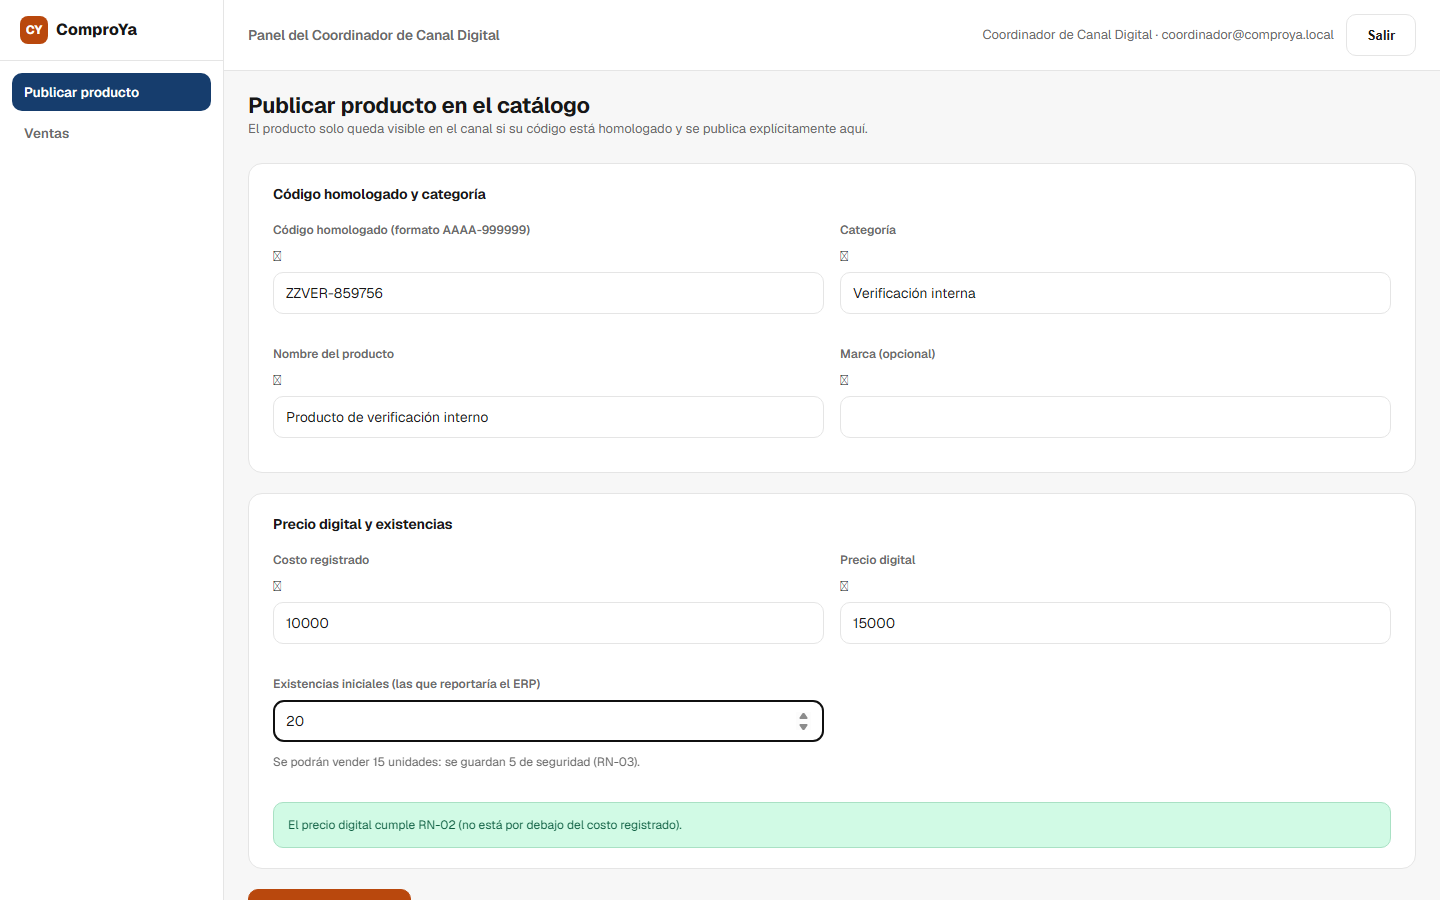 CY ComproYa
Panel del Coordinador de Canal Digital
Coordinador de Canal Digital · coordinador@comproya.local
Salir
Publicar producto
Ventas
Publicar producto en el catálogo
El producto solo queda visible en el canal si su código está homologado y se publica explícitamente aquí.
Código homologado y categoría
Código homologado (formato AAAA-999999)
Categoría
ZZVER-859756
Verificación interna
Nombre del producto
Marca (opcional)
Producto de verificación interno
Precio digital y existencias
Costo registrado
Precio digital
10000
15000
Existencias iniciales (las que reportaría el ERP)
20
Se podrán vender 15 unidades: se guardan 5 de seguridad (RN-03).
El precio digital cumple RN-02 (no está por debajo del costo registrado).